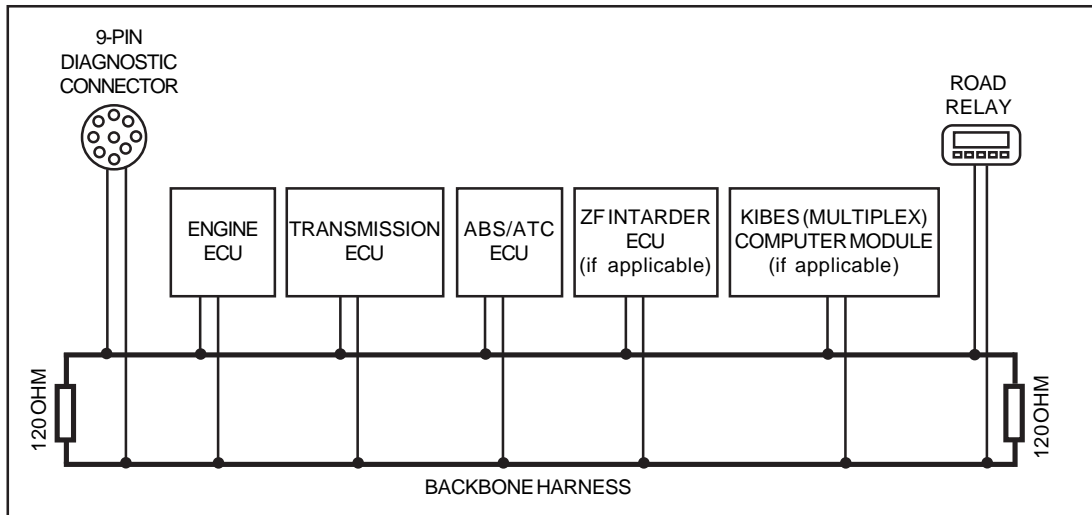 9-PIN
DIAGNOSTIC
CONNECTOR
ROAD
RELAY
ENGINE
ECU
TRANSMISSION
ECU
ABS/ATC
ECU
ZF INTARDER
ECU
(if applicable)
KIBES (MULTIPLEX)
COMPUTER MODULE
(if applicable)
120 OHM
120 OHM
BACKBONE HARNESS